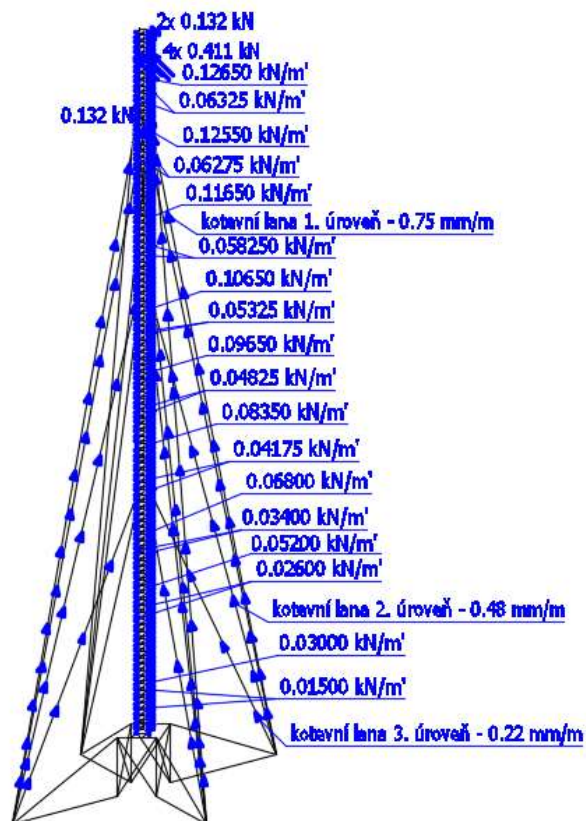 2x 0.132 kN
4x 0.411 kN
0.12650 kN/m'
0.06325 kN/m'
0.132 kN
0.12550 kN/m'
0.06275 kN/m'
0.11650 kN/m'
kotevní lana 1. úroveň - 0.75 mm/m
0.058250 kN/m'
0.10650 kN/m'
0.05325 kN/m'
0.09650 kN/m'
0.04825 kN/m'
0.08350 kN/m'
0.04175 kN/m'
0.06800 kN/m'
0.03400 kN/m'
0.05200 kN/m'
0.02600 kN/m'
kotevní lana 2. úroveň - 0.48 mm/m
0.03000 kN/m'
0.01500 kN/m'
kotevní lana 3. úroveň - 0.22 mm/m